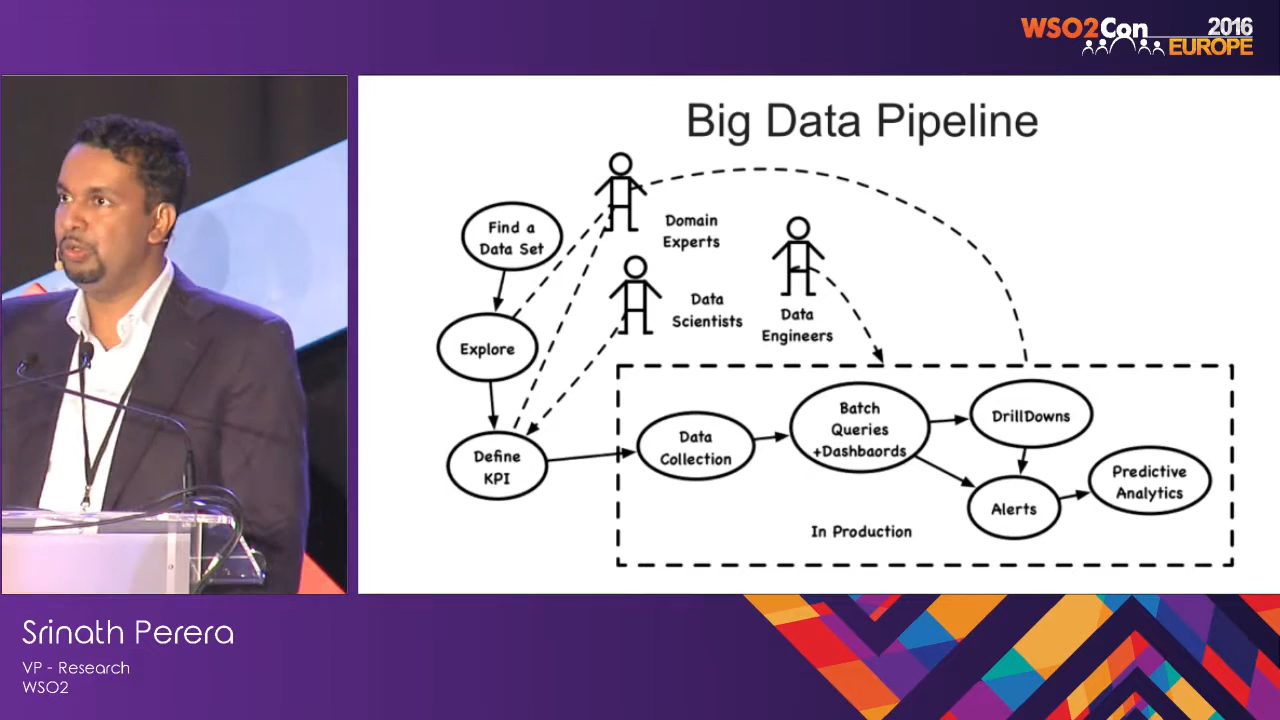 WSO2Con 2016
EUROPE
Big Data Pipeline
Find a
Data Set
Domain
Experts
Data
Scientists
Data
Engineers
Explore
Define
KPI
Data
Collection
Batch
Queries
+Dashbaords
DrillDowns
Alerts
Predictive
Analytics
In Production
Srinath Perera
VP - Research
WSO2